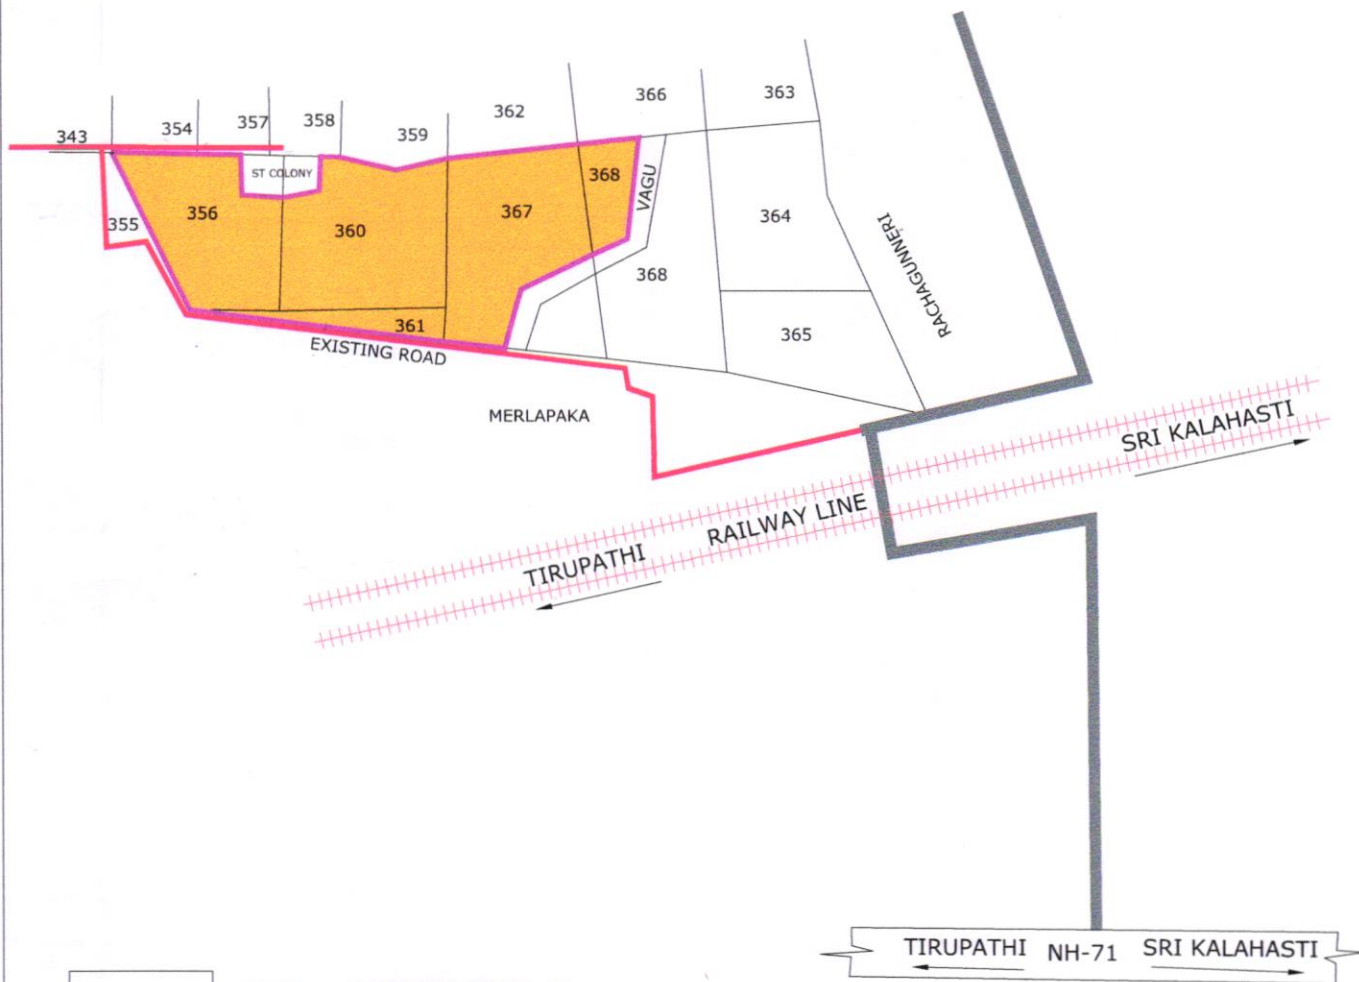 366
363
362
357
358
354
359
343
ST COLONY
368
VAGU
356
367
364
355
360
RACHAGUNNERI
368
361
365
EXISTING ROAD
MERLAPAKA
SRI KALAHASTI
RAILWAY LINE
TIRUPATHI
TIRUPATHI NH-71 SRI KALAHASTI